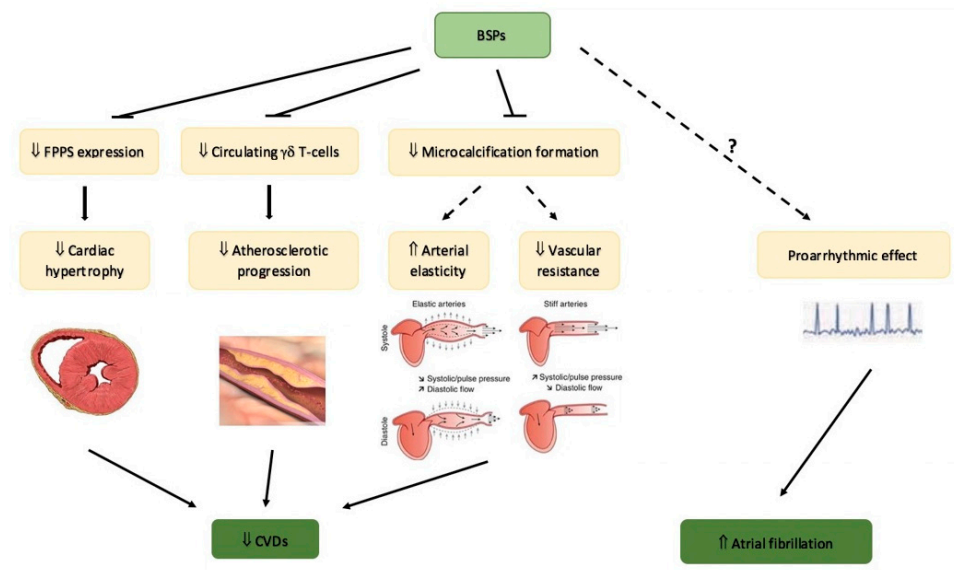 BSPs
⇓ FPPS expression
⇓ Circulating γδ T-cells
⇓ Microcalcification formation
?
⇓ Cardiac
hypertrophy
⇓ Atherosclerotic
progression
⇑ Arterial
elasticity
⇓ Vascular
resistance
Proarrhythmic effect
Elastic arteries
Stiff arteries
Systole
↘ Systolic/pulse pressure
↗ Diastolic flow
↗ Systolic/pulse pressure
↘ Diastolic flow
Diastole
⇓ CVDs
⇑ Atrial fibrillation